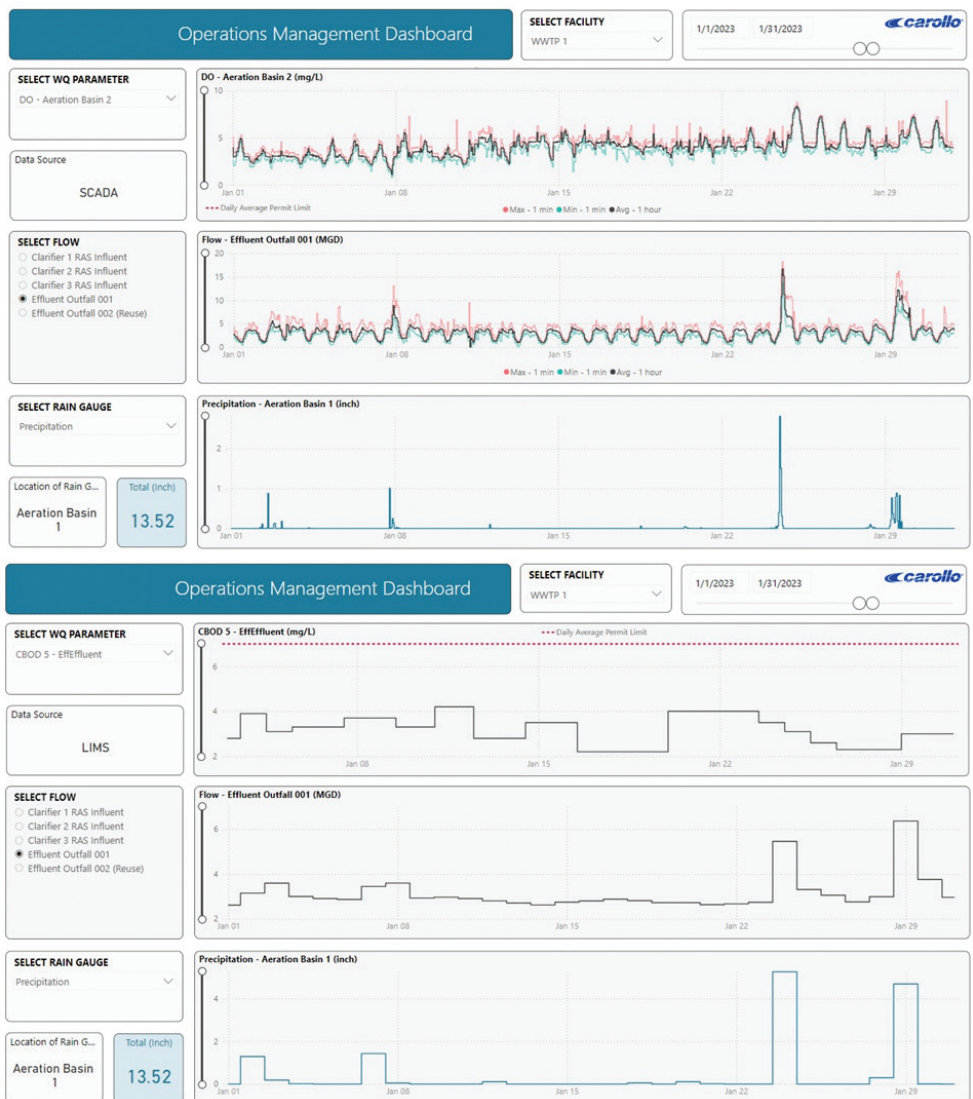 Operations Management Dashboard
SELECT FACILITY
WWTP 1
1/1/2023 1/31/2023
carollo
SELECT WQ PARAMETER
DO - Aeration Basin 2
Data Source
SCADA
DO - Aeration Basin 2 (mg/L)
10
5
0
Jan 01 Jan 08 Jan 15 Jan 22 Jan 29
Daily Average Permit Limit
Max - 1 min Min - 1 min Avg - 1 hour
SELECT FLOW
Clarifier 1 RAS Influent
Clarifier 2 RAS Influent
Clarifier 3 RAS Influent
Effluent Outfall 001
Effluent Outfall 002 (Reuse)
Flow - Effluent Outfall 001 (MGD)
20
15
10
5
0
Jan 01 Jan 08 Jan 15 Jan 22 Jan 29
Max - 1 min Min - 1 min Avg - 1 hour
SELECT RAIN GAUGE
Precipitation
Location of Rain G...
Aeration Basin
1
Total (Inch)
13.52
Precipitation - Aeration Basin 1 (inch)
2
1
0
Jan 01 Jan 08 Jan 15 Jan 22 Jan 29
Operations Management Dashboard
SELECT FACILITY
WWTP 1
1/1/2023 1/31/2023
carollo
SELECT WQ PARAMETER
CBOD 5 - EffEffluent
Data Source
LIMS
CBOD 5 - EffEffluent (mg/L)
Daily Average Permit Limit
6
4
2
Jan 08 Jan 15 Jan 22 Jan 29
SELECT FLOW
Clarifier 1 RAS Influent
Clarifier 2 RAS Influent
Clarifier 3 RAS Influent
Effluent Outfall 001
Effluent Outfall 002 (Reuse)
Flow - Effluent Outfall 001 (MGD)
6
4
2
Jan 01 Jan 08 Jan 15 Jan 22 Jan 29
SELECT RAIN GAUGE
Precipitation
Location of Rain G...
Aeration Basin
1
Total (Inch)
13.52
Precipitation - Aeration Basin 1 (inch)
4
2
0
Jan 01 Jan 08 Jan 15 Jan 22 Jan 29